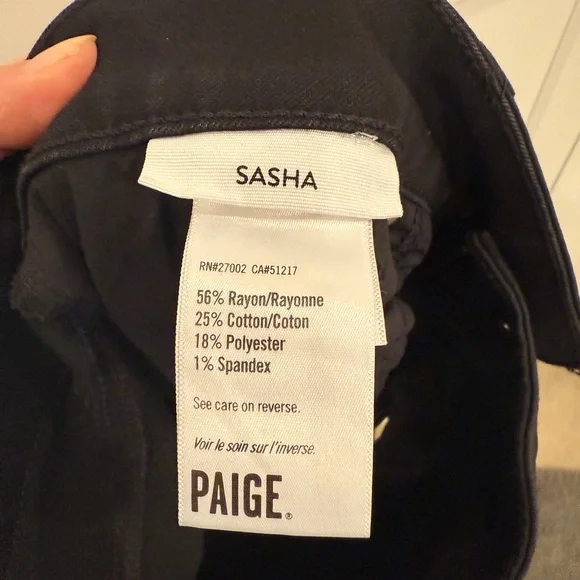 SASHA
RN#27002 CA#51217
56% Rayon/Rayonne
25% Cotton/Coton
18% Polyester
1% Spandex
See care on reverse.
Voir le soin sur l'inverse.
PAIGE®